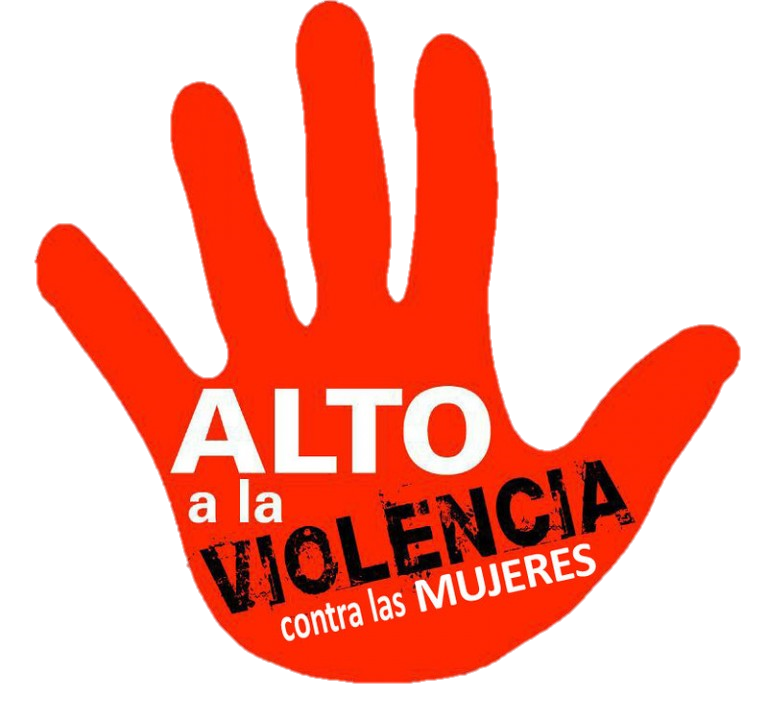 ALTO
a la
VIOLENCIA
contra las MUJERES